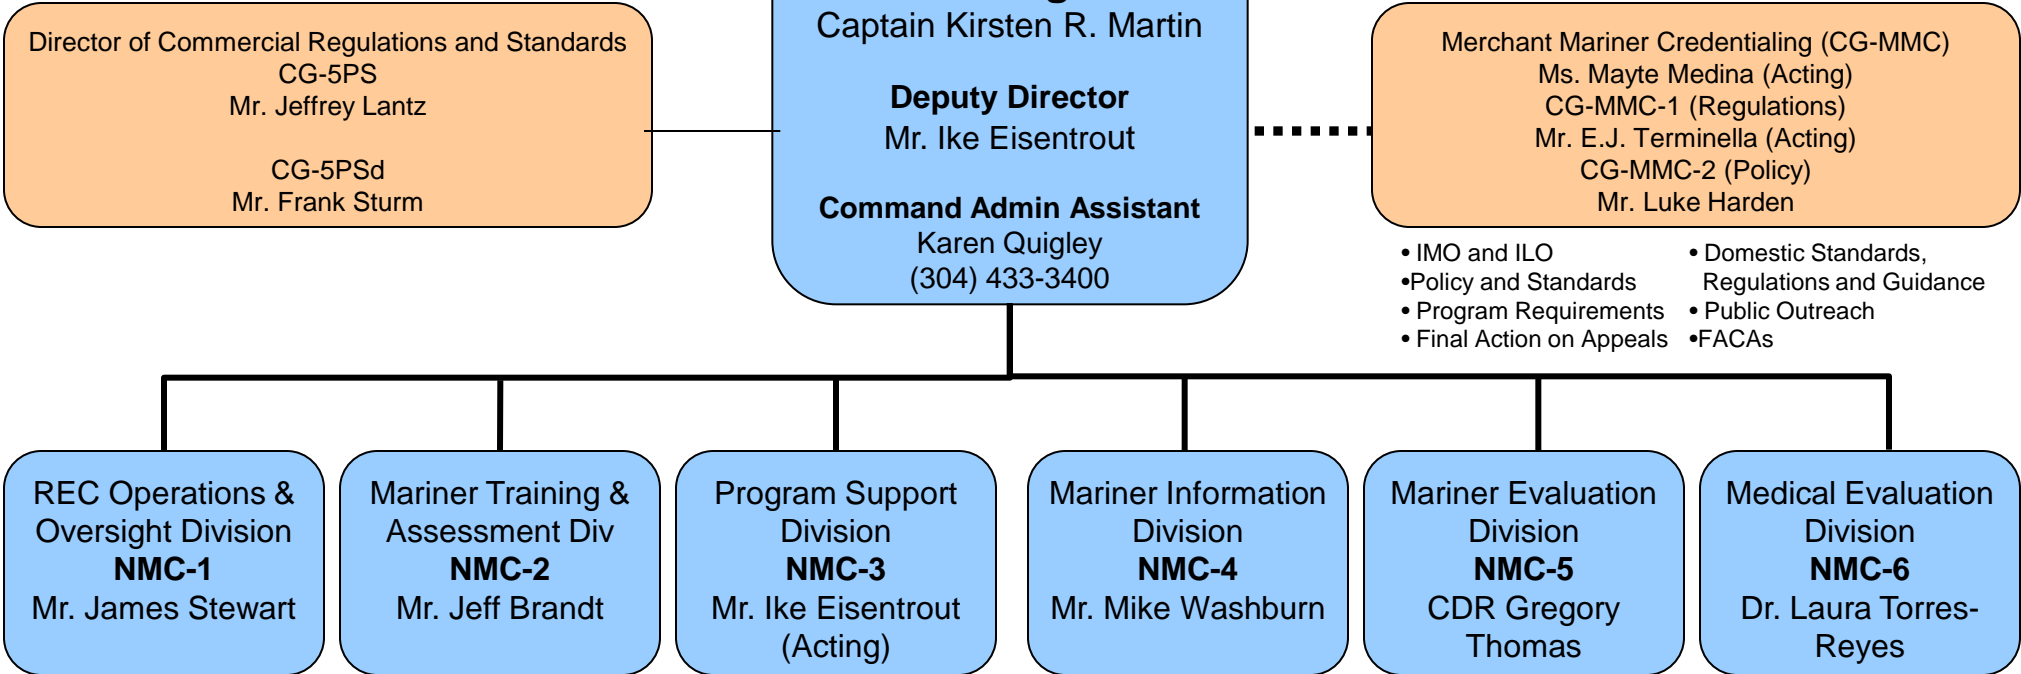 Director of Commercial Regulations and Standards
CG-5PS
Mr. Jeffrey Lantz
CG-5PSd
Mr. Frank Sturm
Captain Kirsten R. Martin
Deputy Director
Mr. Ike Eisentrout
Command Admin Assistant
Karen Quigley
(304) 433-3400
Merchant Mariner Credentialing (CG-MMC)
Ms. Mayte Medina (Acting)
CG-MMC-1 (Regulations)
Mr. E.J. Terminella (Acting)
CG-MMC-2 (Policy)
Mr. Luke Harden
• IMO and ILO
•Policy and Standards
• Program Requirements
• Final Action on Appeals
• Domestic Standards,
Regulations and Guidance
• Public Outreach
•FACAs
REC Operations &
Oversight Division
NMC-1
Mr. James Stewart
Mariner Training &
Assessment Div
NMC-2
Mr. Jeff Brandt
Program Support
Division
NMC-3
Mr. Ike Eisentrout
(Acting)
Mariner Information
Division
NMC-4
Mr. Mike Washburn
Mariner Evaluation
Division
NMC-5
CDR Gregory
Thomas
Medical Evaluation
Division
NMC-6
Dr. Laura Torres-
Reyes